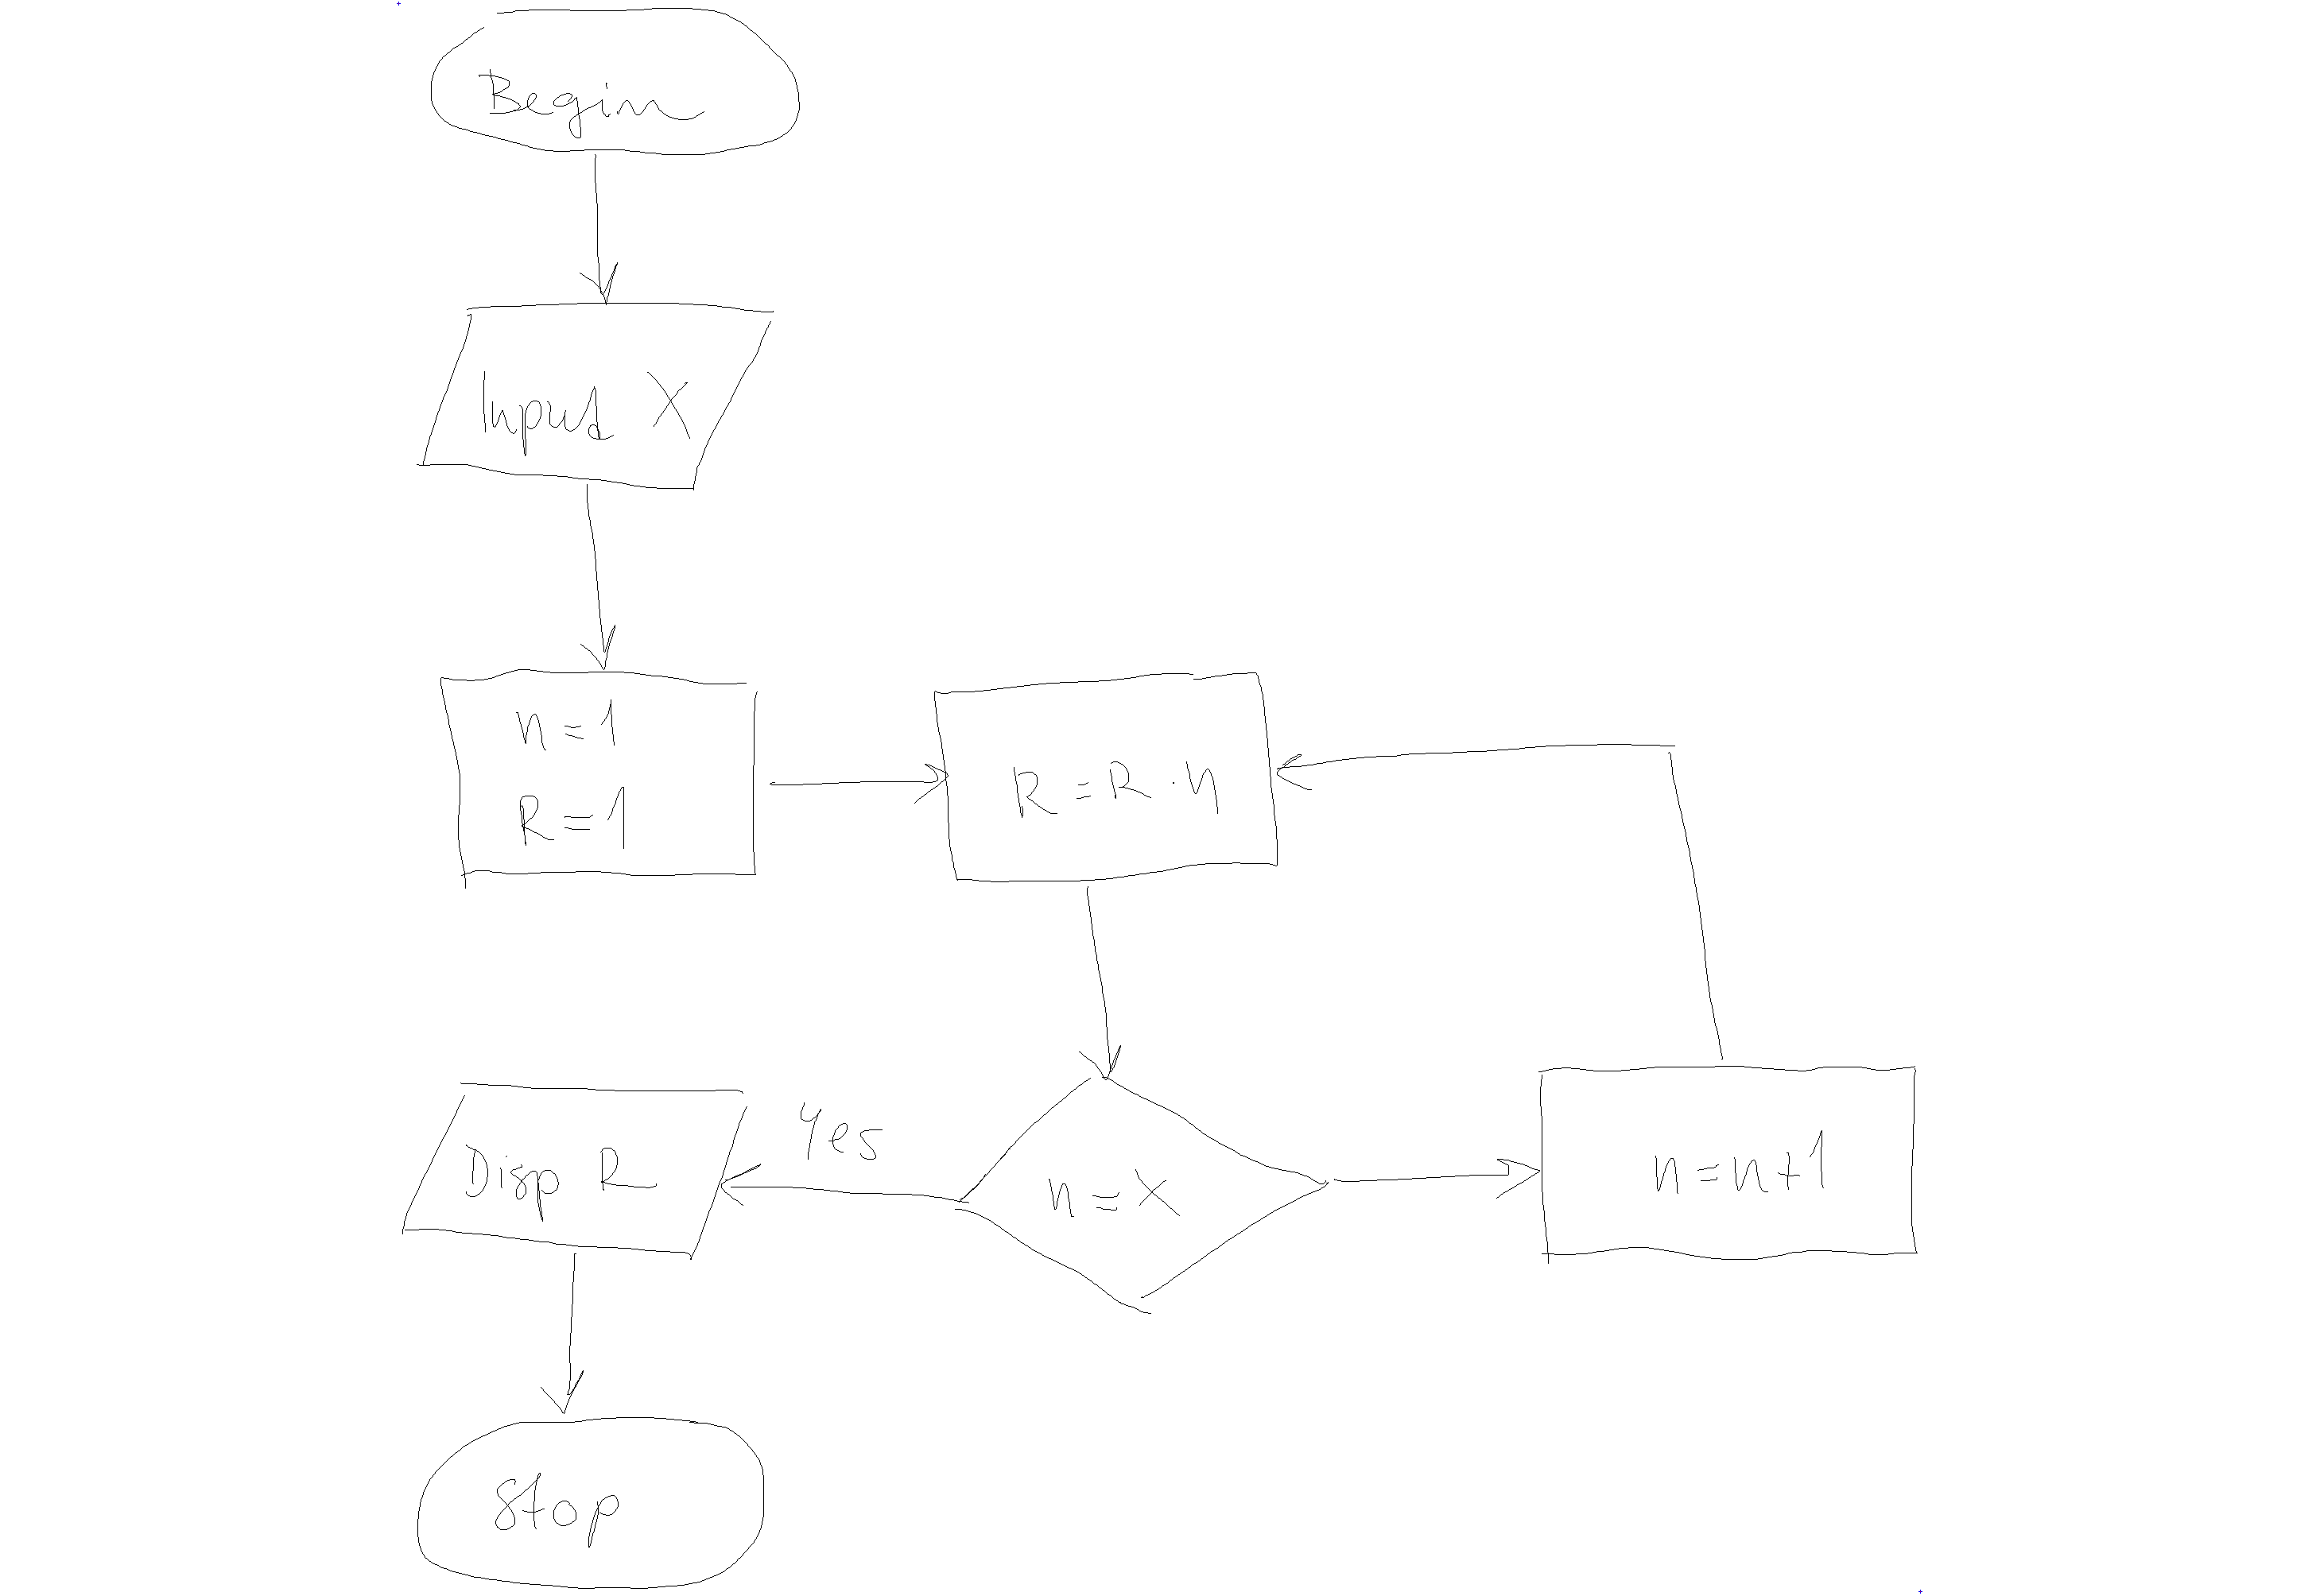 Begin
Input X
n=1
R=1
R=R·n
Yes
n=X
n=n+1
Disp R
Stop